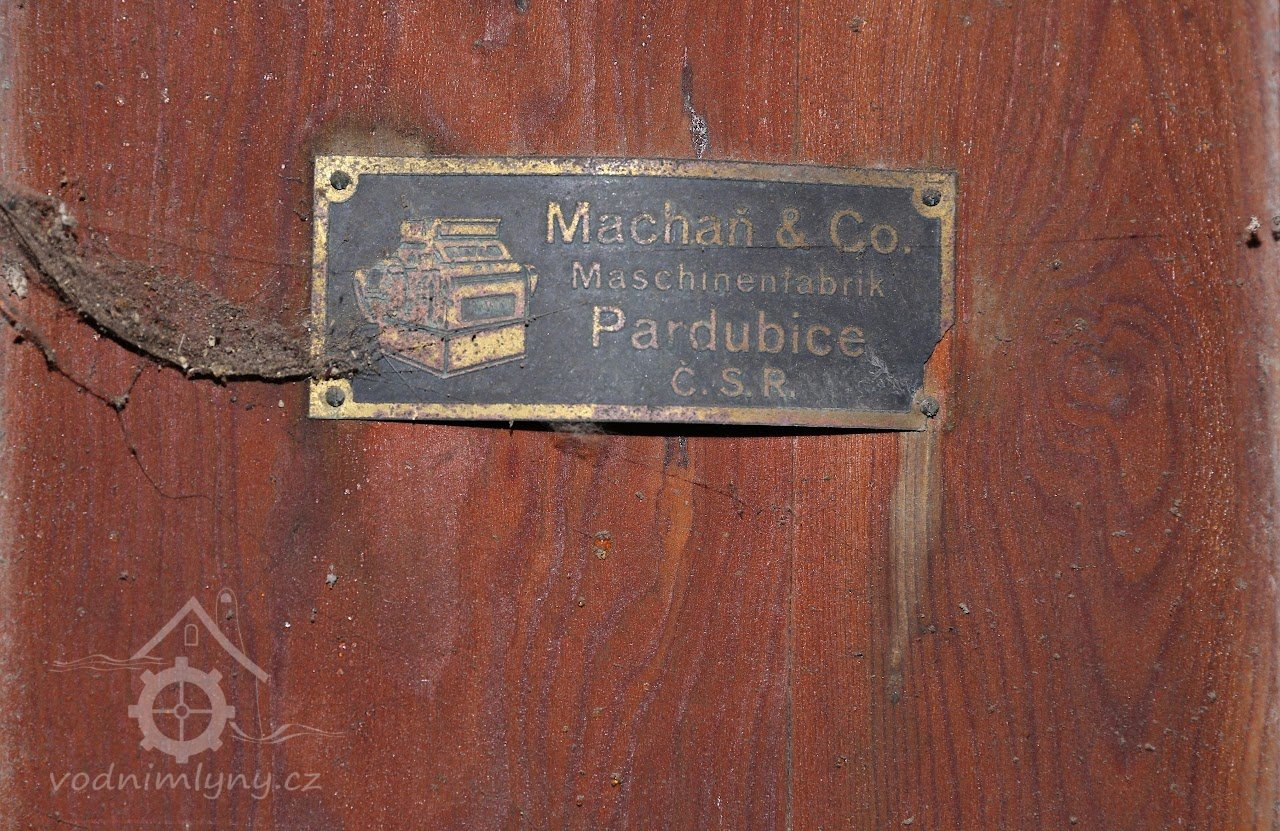 Machaň & Co.
Maschinenfabrik
Pardubice
Č. S. R.
vodnimlyny.cz